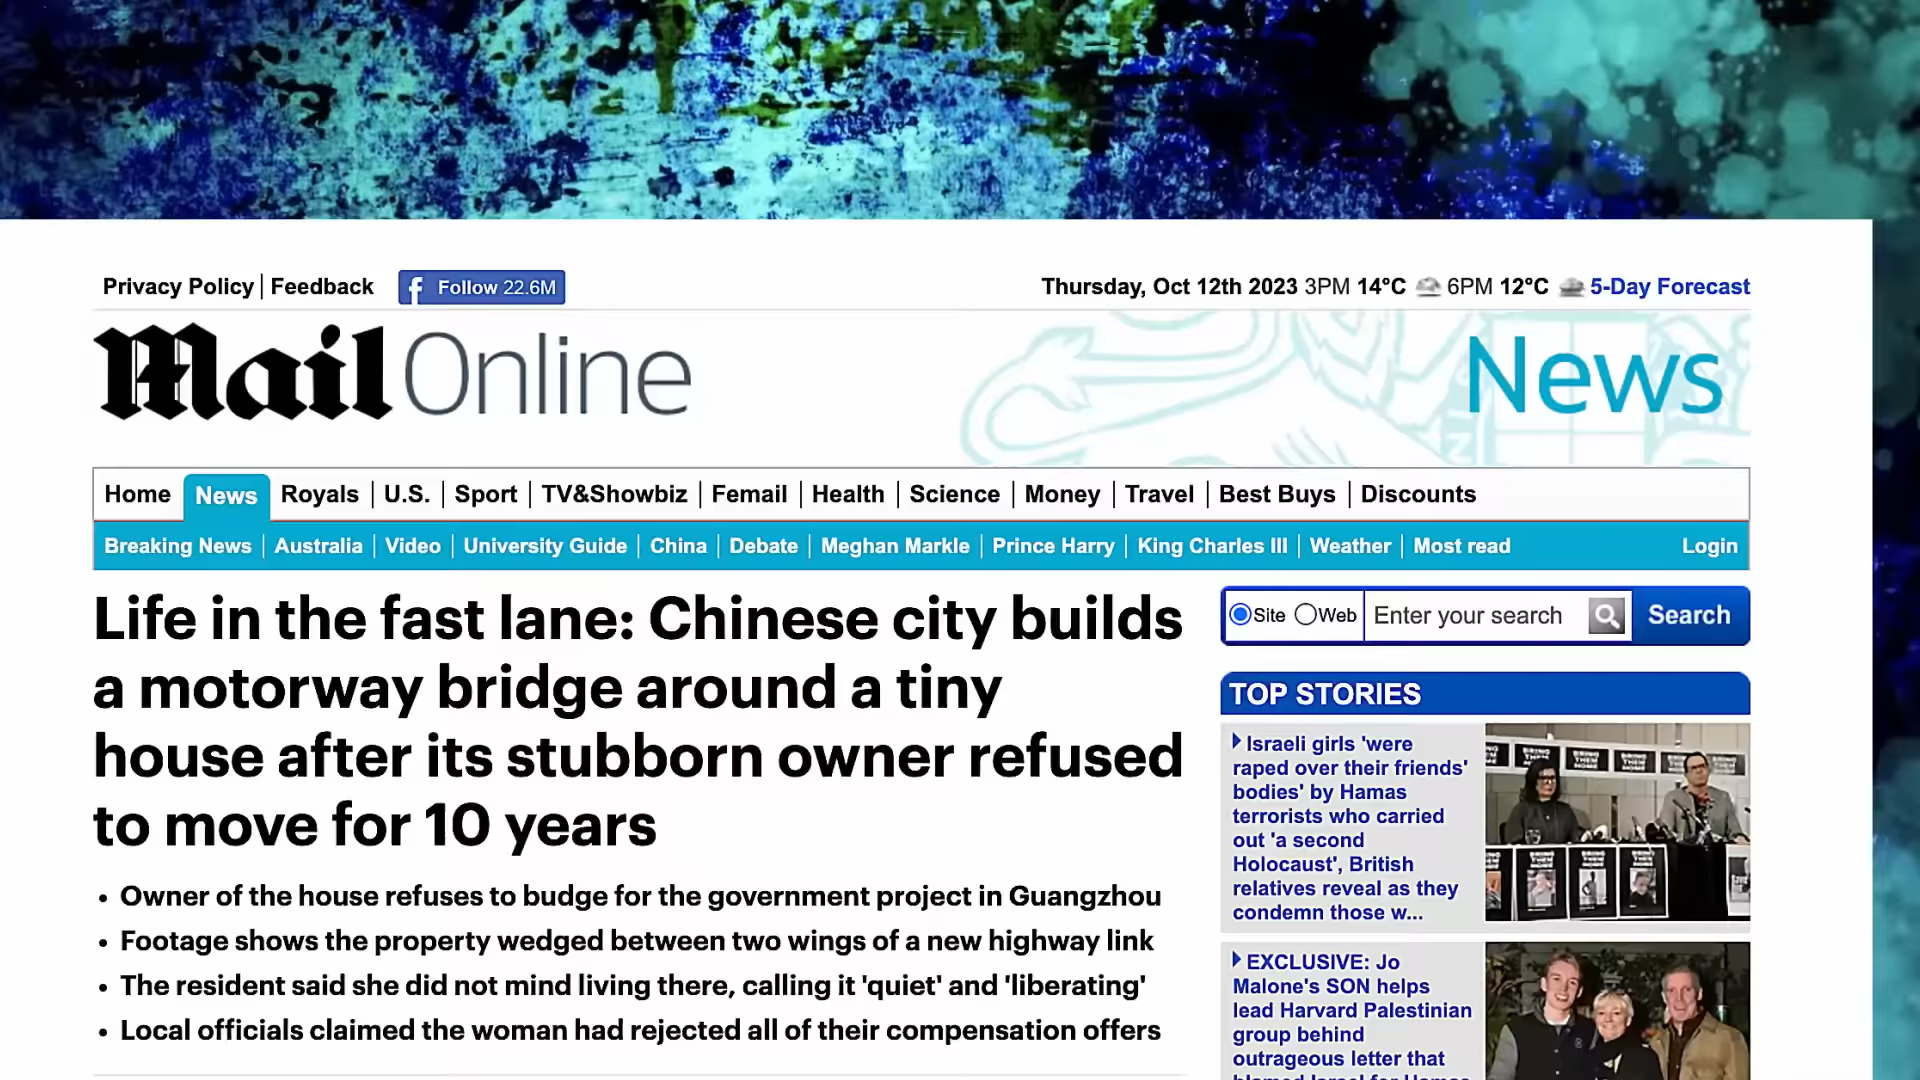 Privacy Policy | Feedback
Follow 22.6M
Thursday, Oct 12th 2023 3PM 14°C 6PM 12°C 5-Day Forecast
Mail Online
News
Home News Royals U.S. Sport TV&Showbiz Femail Health Science Money Travel Best Buys Discounts
Breaking News Australia Video University Guide China Debate Meghan Markle Prince Harry King Charles III Weather Most read Login
Life in the fast lane: Chinese city builds
a motorway bridge around a tiny
house after its stubborn owner refused
to move for 10 years
• Owner of the house refuses to budge for the government project in Guangzhou
• Footage shows the property wedged between two wings of a new highway link
• The resident said she did not mind living there, calling it 'quiet' and 'liberating'
• Local officials claimed the woman had rejected all of their compensation offers
Site Web Enter your search Search
TOP STORIES
Israeli girls 'were
raped over their friends'
bodies' by Hamas
terrorists who carried
out 'a second
Holocaust', British
relatives reveal as they
condemn those w...
EXCLUSIVE: Jo
Malone's SON helps
lead Harvard Palestinian
group behind
outrageous letter that
blamed Israel for Hamas